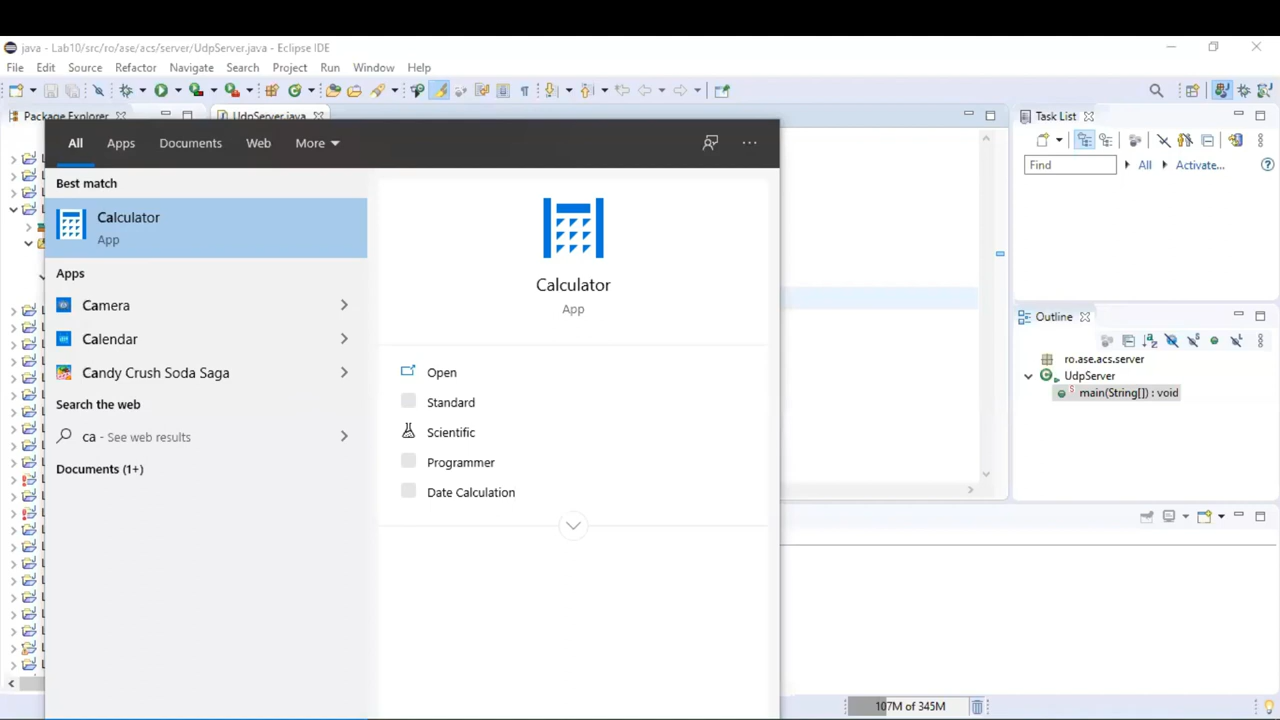 java - Lab10/src/ro/ase/acs/server/UdpServer.java - Eclipse IDE
File Edit Source Refactor Navigate Search Project Run Window Help
Package Explorer
UdpServer.java
Task List
Find
All
Activate...
All Apps Documents Web More
Best match
Calculator
App
Apps
Camera
Calendar
Candy Crush Soda Saga
Search the web
ca - See web results
Documents (1+)
Calculator
App
Open
Standard
Scientific
Programmer
Date Calculation
Outline
ro.ase.acs.server
UdpServer
main(String[]) : void
107M of 345M